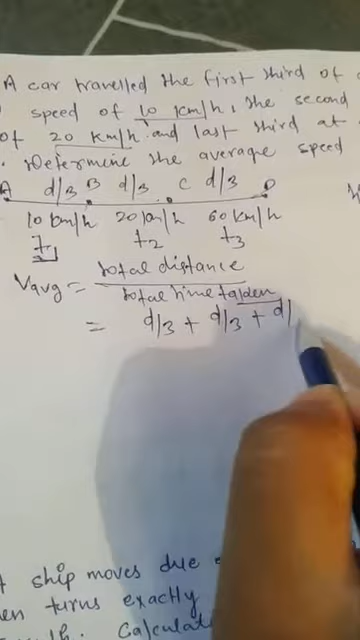 A car travelled the first third of
speed of 10 km/h, the second
of 20 km/h and last third at
. Determine the average speed
A d/3 B d/3 C d/3 D
10 km/h 20 km/h 60 km/h
t1 t2 t3
Vavg = total distance
total time taken
= d/3 + d/3 + d/
ship moves due
turns exactly
Calculat